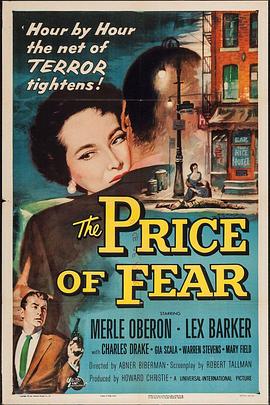 Hour by Hour
the net of
TERROR
tightens!
The PRICE
OF FEAR
STARRING
MERLE OBERON · LEX BARKER
with CHARLES DRAKE · GIA SCALA · WARREN STEVENS · MARY FIELD
Directed by ABNER BIBERMAN · Screenplay by ROBERT TALLMAN
Produced by HOWARD CHRISTIE · A UNIVERSAL-INTERNATIONAL PICTURE